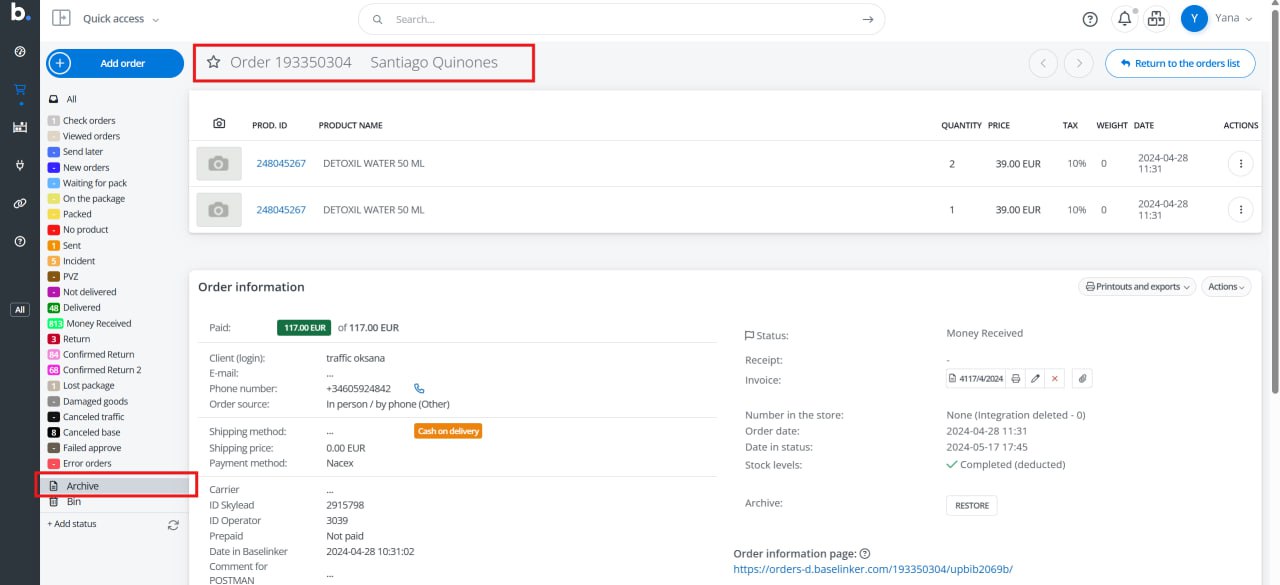 b.
Quick access
Search...
Y
Yana
Add order
Order 193350304 Santiago Quinones
Return to the orders list
All
Check orders
1
Viewed orders
-
Send later
-
New orders
-
Waiting for pack
-
On the package
-
Packed
-
No product
-
Sent
1
Incident
5
PVZ
-
Not delivered
-
Delivered
48
Money Received
813
Return
3
Confirmed Return
84
Confirmed Return 2
68
Lost package
1
Damaged goods
-
Canceled traffic
-
Canceled base
8
Failed approve
-
Error orders
-
Archive
Bin
+ Add status
All
PROD. ID PRODUCT NAME QUANTITY PRICE TAX WEIGHT DATE ACTIONS
248045267 DETOXIL WATER 50 ML 2 39.00 EUR 10% 0 2024-04-28
11:31
248045267 DETOXIL WATER 50 ML 1 39.00 EUR 10% 0 2024-04-28
11:31
Order information
Printouts and exports
Actions
Paid: 117.00 EUR of 117.00 EUR
Client (login): traffic oksana
E-mail: ...
Phone number: +34605924842
Order source: In person / by phone (Other)
Shipping method: ... Cash on delivery
Shipping price: 0.00 EUR
Payment method: Nacex
Carrier ...
ID Skylead 2915798
ID Operator 3039
Prepaid Not paid
Date in Baselinker 2024-04-28 10:31:02
Comment for
POSTMAN ...
Status: Money Received
Receipt: -
Invoice: 4117/4/2024
Number in the store: None (Integration deleted - 0)
Order date: 2024-04-28 11:31
Date in status: 2024-05-17 17:45
Stock levels: Completed (deducted)
Archive: RESTORE
Order information page:
https://orders-d.baselinker.com/193350304/upbib2069b/